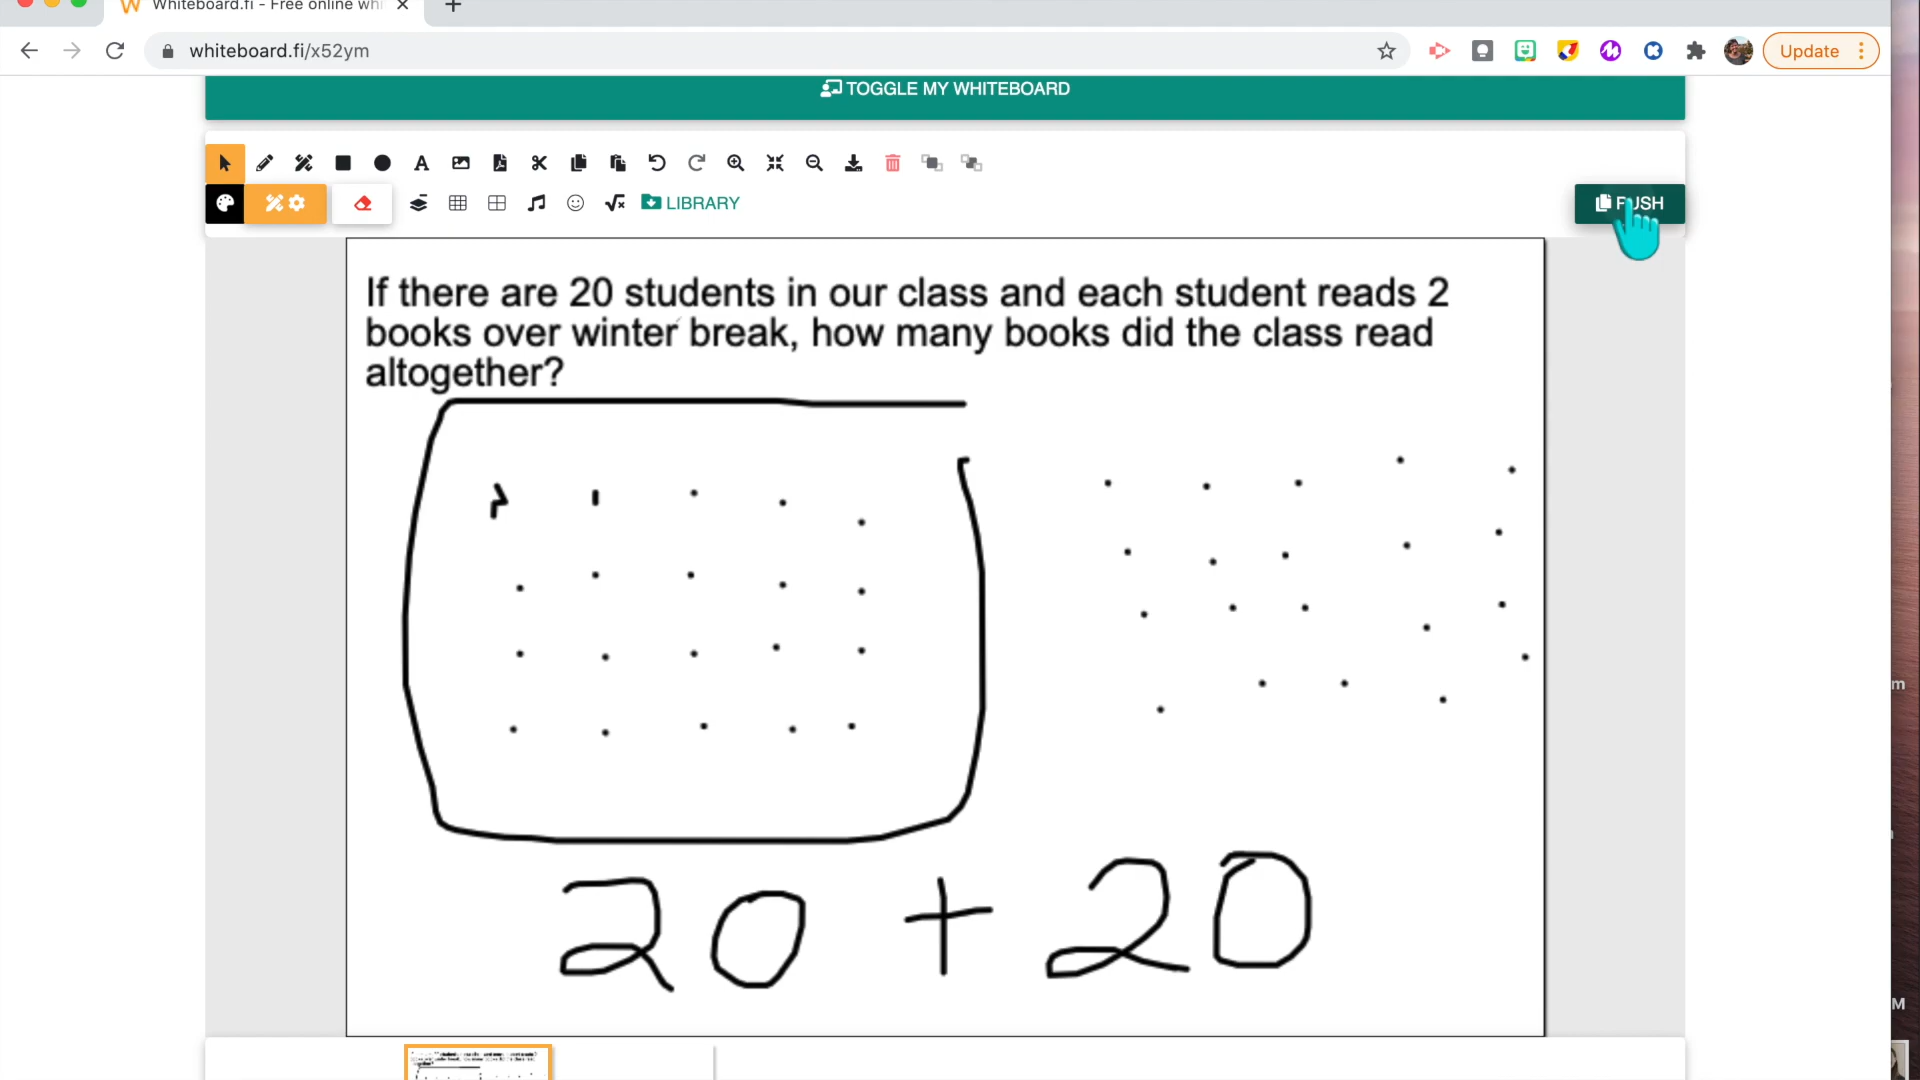 Whiteboard.fi - Free online whi
whiteboard.fi/x52ym
Update
TOGGLE MY WHITEBOARD
LIBRARY
PUSH
If there are 20 students in our class and each student reads 2
books over winter break, how many books did the class read
altogether?
20 + 20